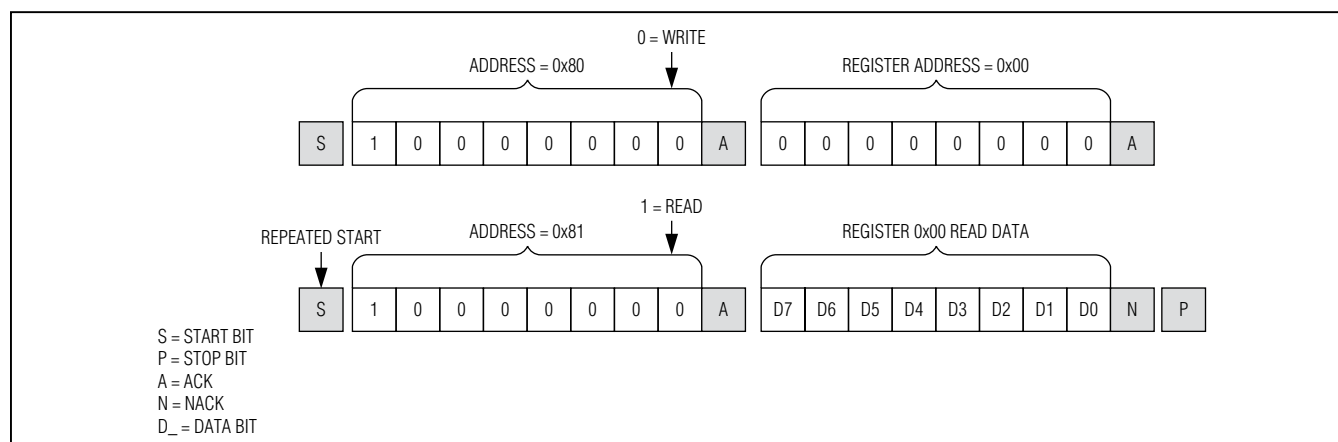 0 = WRITE
ADDRESS = 0x80 REGISTER ADDRESS = 0x00
S 1 0 0 0 0 0 0 0 A 0 0 0 0 0 0 0 0 A
1 = READ
REPEATED START ADDRESS = 0x81 REGISTER 0x00 READ DATA
S 1 0 0 0 0 0 0 0 A D7 D6 D5 D4 D3 D2 D1 D0 N P
S = START BIT
P = STOP BIT
A = ACK
N = NACK
D_ = DATA BIT